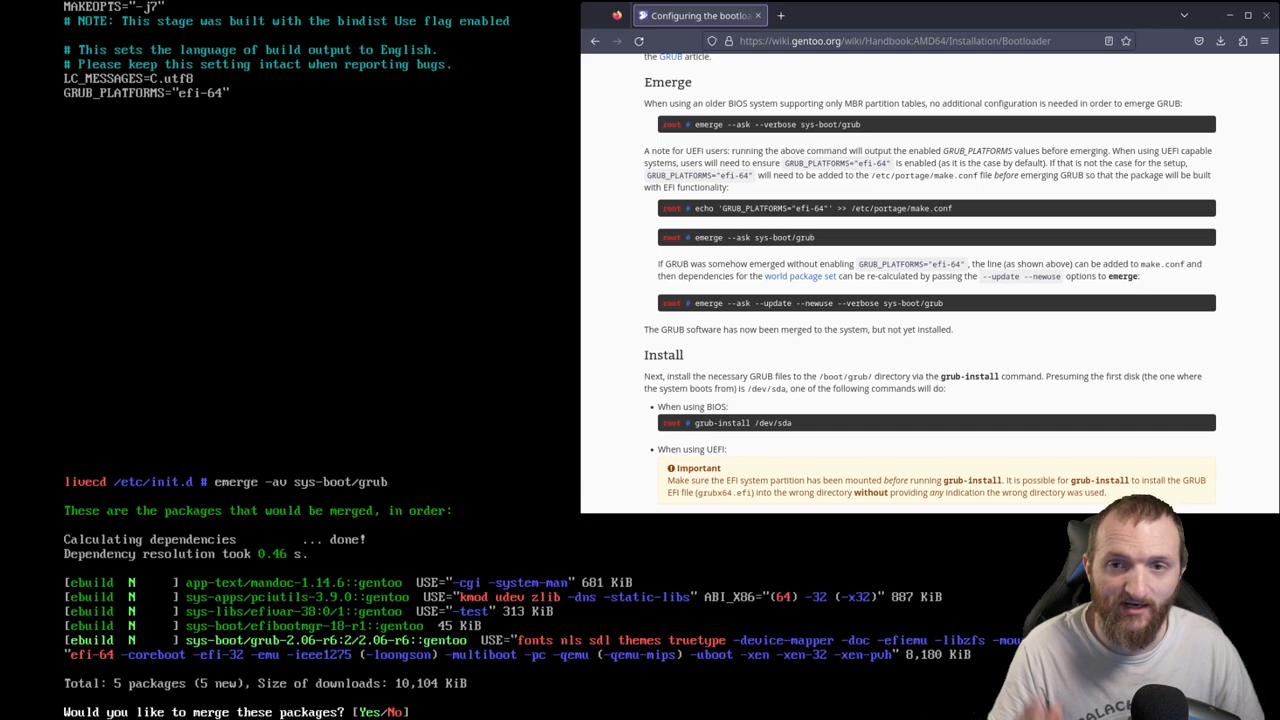 MAKEOPTS="-j7"
# NOTE: This stage was built with the bindist Use flag enabled
# This sets the language of build output to English.
# Please keep this setting intact when reporting bugs.
LC_MESSAGES=C.utf8
GRUB_PLATFORMS="efi-64"
livecd /etc/init.d # emerge -av sys-boot/grub
These are the packages that would be merged, in order:
Calculating dependencies ... done!
Dependency resolution took 0.46 s.
[ebuild N ] app-text/mandoc-1.14.6::gentoo USE="-cgi -system-man" 681 KiB
[ebuild N ] sys-apps/pciutils-3.9.0::gentoo USE="kmod udev zlib -dns -static-libs" ABI_X86="(64) -32 (-x32)" 887 KiB
[ebuild N ] sys-libs/efivar-38:0/1::gentoo USE="-test" 313 KiB
[ebuild N ] sys-boot/efibootmgr-18-r1::gentoo 45 KiB
[ebuild N ] sys-boot/grub-2.06-r6:2/2.06-r6::gentoo USE="fonts nls sdl themes truetype -device-mapper -doc -efiemu -libzfs
"efi-64 -coreboot -efi-32 -emu -ieee1275 (-loongson) -multiboot -pc -qemu (-qemu-mips) -uboot -xen -xen-32 -xen-pvh" 8,180 KiB
Total: 5 packages (5 new), Size of downloads: 10,104 KiB
Would you like to merge these packages? [Yes/No]
Configuring the bootloa
https://wiki.gentoo.org/wiki/Handbook:AMD64/Installation/Bootloader
the GRUB article.
Emerge
When using an older BIOS system supporting only MBR partition tables, no additional configuration is needed in order to emerge GRUB:
root # emerge --ask --verbose sys-boot/grub
A note for UEFI users: running the above command will output the enabled GRUB_PLATFORMS values before emerging. When using UEFI capable
systems, users will need to ensure GRUB_PLATFORMS="efi-64" is enabled (as it is the case by default). If that is not the case for the setup,
GRUB_PLATFORMS="efi-64" will need to be added to the /etc/portage/make.conf file before emerging GRUB so that the package will be built
with EFI functionality:
root # echo 'GRUB_PLATFORMS="efi-64"' >> /etc/portage/make.conf
root # emerge --ask sys-boot/grub
If GRUB was somehow emerged without enabling GRUB_PLATFORMS="efi-64", the line (as shown above) can be added to make.conf and
then dependencies for the world package set can be re-calculated by passing the --update --newuse options to emerge:
root # emerge --ask --update --newuse --verbose sys-boot/grub
The GRUB software has now been merged to the system, but not yet installed.
Install
Next, install the necessary GRUB files to the /boot/grub/ directory via the grub-install command. Presuming the first disk (the one where
the system boots from) is /dev/sda, one of the following commands will do:
• When using BIOS:
root # grub-install /dev/sda
• When using UEFI:
Important
Make sure the EFI system partition has been mounted before running grub-install. It is possible for grub-install to install the GRUB
EFI file (grubx64.efi) into the wrong directory without providing any indication the wrong directory was used.